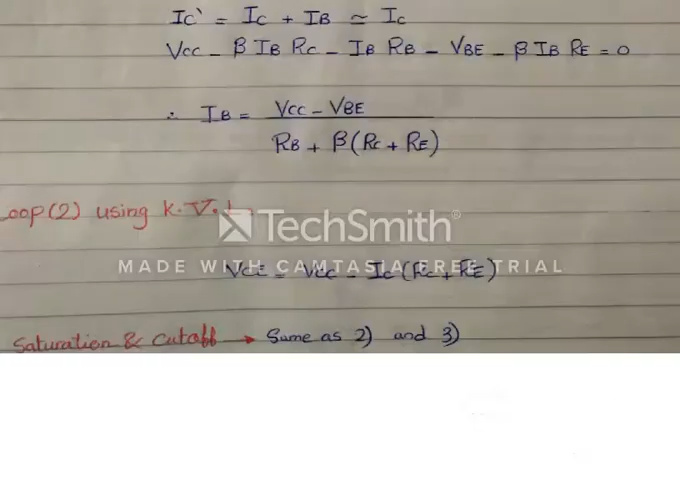 Ic' = Ic + IB ≃ Ic
Vcc - β IB Rc - IB RB - VBE - β IB RE = 0
∴ IB = Vcc - VBE / RB + β(Rc + RE)
oop(2) using K.V.L
TechSmith®
MADE WITH CAMTASIA FREE TRIAL
VCE = Vcc - Ic (Rc + RE)
Saturation & Cutoff → Same as 2) and 3)